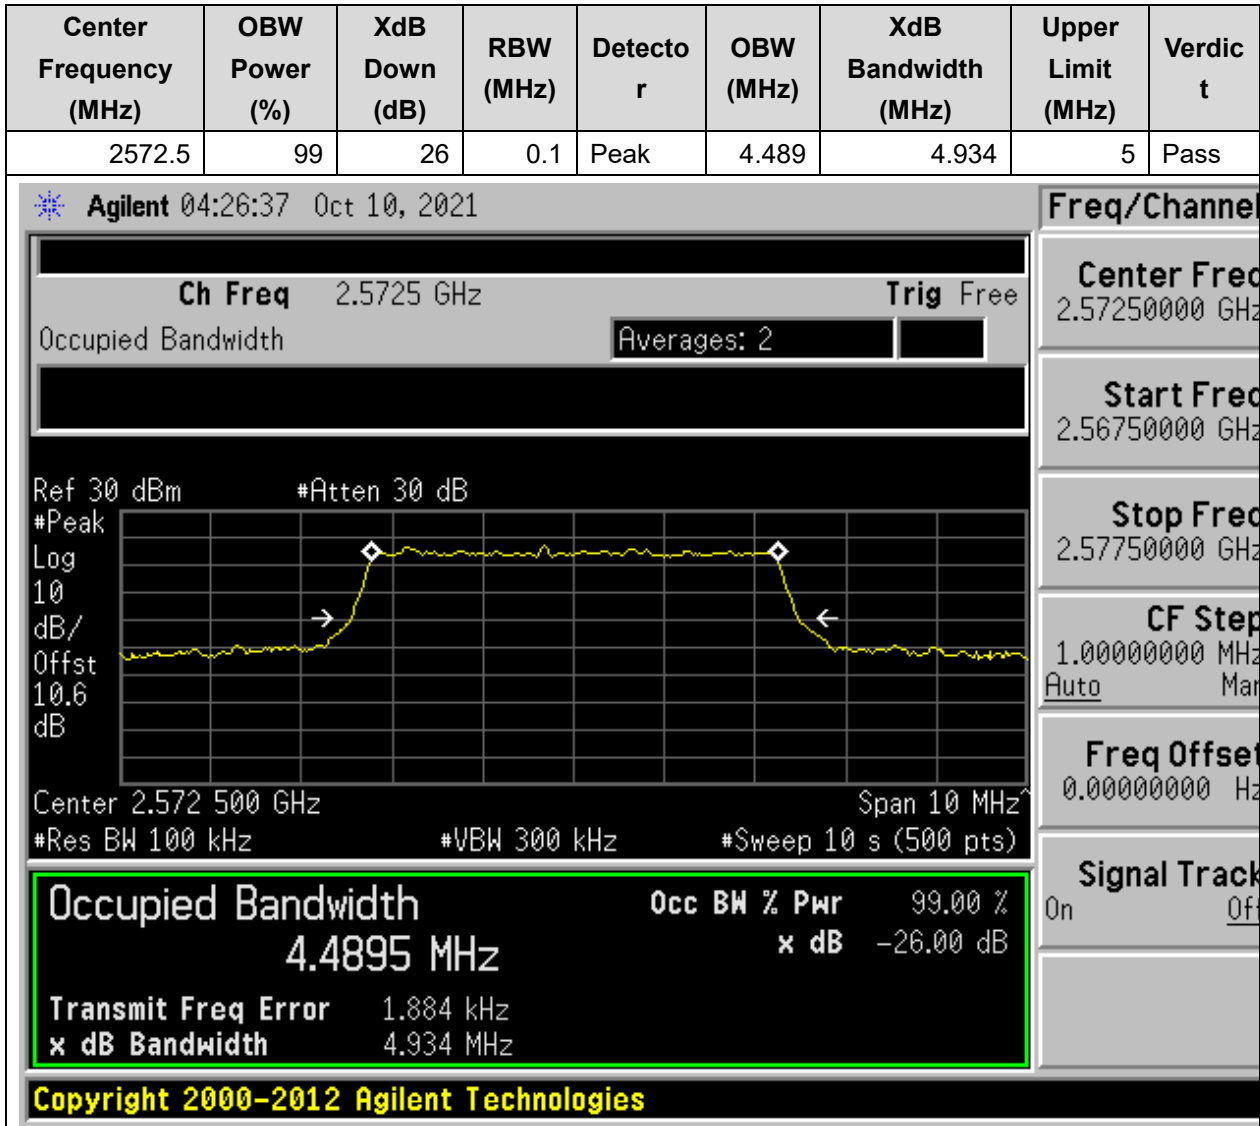 Center Frequency (MHz) OBW Power (%) XdB Down (dB) RBW (MHz) Detecto r OBW (MHz) XdB Bandwidth (MHz) Upper Limit (MHz) Verdic t
2572.5 99 26 0.1 Peak 4.489 4.934 5 Pass
Agilent 04:26:37 Oct 10, 2021
Freq/Channel
Ch Freq 2.5725 GHz Trig Free
Occupied Bandwidth Averages: 2
Center Freq
2.57250000 GHz
Start Freq
2.56750000 GHz
Stop Freq
2.57750000 GHz
CF Step
1.00000000 MHz
Auto Man
Freq Offset
0.00000000 Hz
Signal Track
On Off
Ref 30 dBm #Atten 30 dB
#Peak
Log
10
dB/
Offst
10.6
dB
Center 2.572 500 GHz Span 10 MHz^
#Res BW 100 kHz #VBW 300 kHz #Sweep 10 s (500 pts)
Occupied Bandwidth Occ BW % Pwr 99.00 %
4.4895 MHz x dB -26.00 dB
Transmit Freq Error 1.884 kHz
x dB Bandwidth 4.934 MHz
Copyright 2000-2012 Agilent Technologies